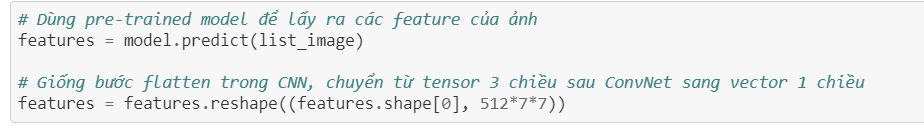 # Dùng pre-trained model để lấy ra các feature của ảnh
features = model.predict(list_image)
# Giống bước flatten trong CNN, chuyển từ tensor 3 chiều sau ConvNet sang vector 1 chiều
features = features.reshape((features.shape[0], 512*7*7))